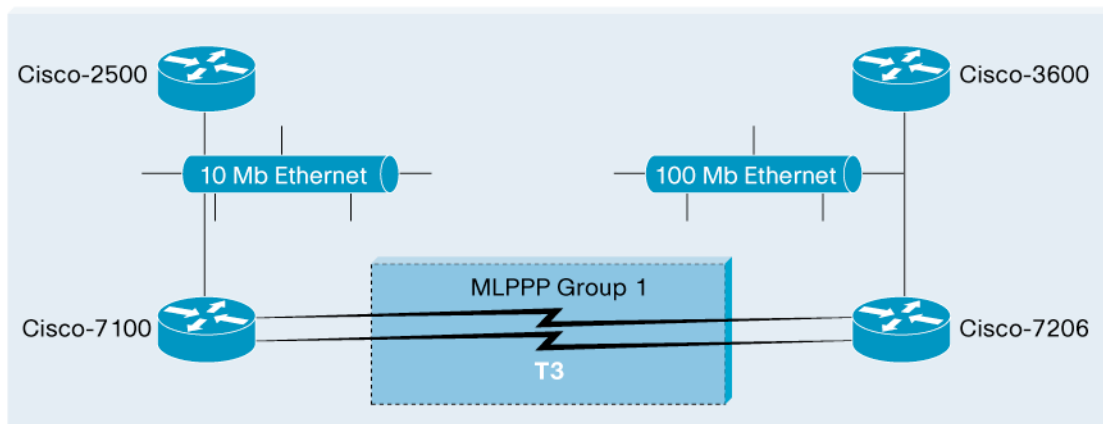 Cisco-2500
Cisco-3600
10 Mb Ethernet
100 Mb Ethernet
MLPPP Group 1
Cisco-7100
Cisco-7206
T3